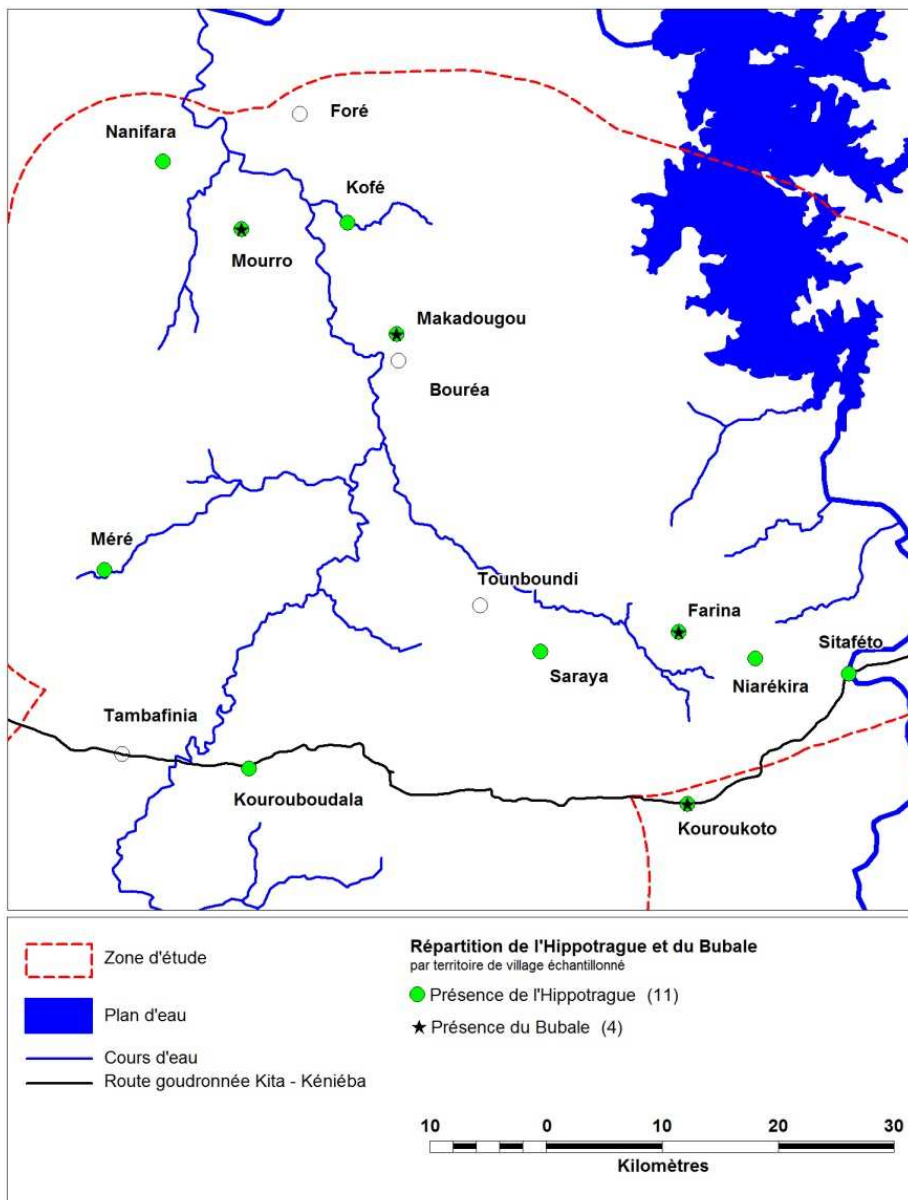 Foré
Nanifara
Kofé
Mourro
Makadougou
Bouréa
Méré
Tounboundi
Farina
Sitaféto
Saraya
Niarékira
Tambafinia
Kourouboudala
Kouroukoto
Zone d'étude
Plan d'eau
Cours d'eau
Route goudronnée Kita - Kéniéba
Répartition de l'Hippotrague et du Bubale
par territoire de village échantillonné
Présence de l'Hippotrague (11)
Présence du Bubale (4)
10 0 10 20 30
Kilomètres